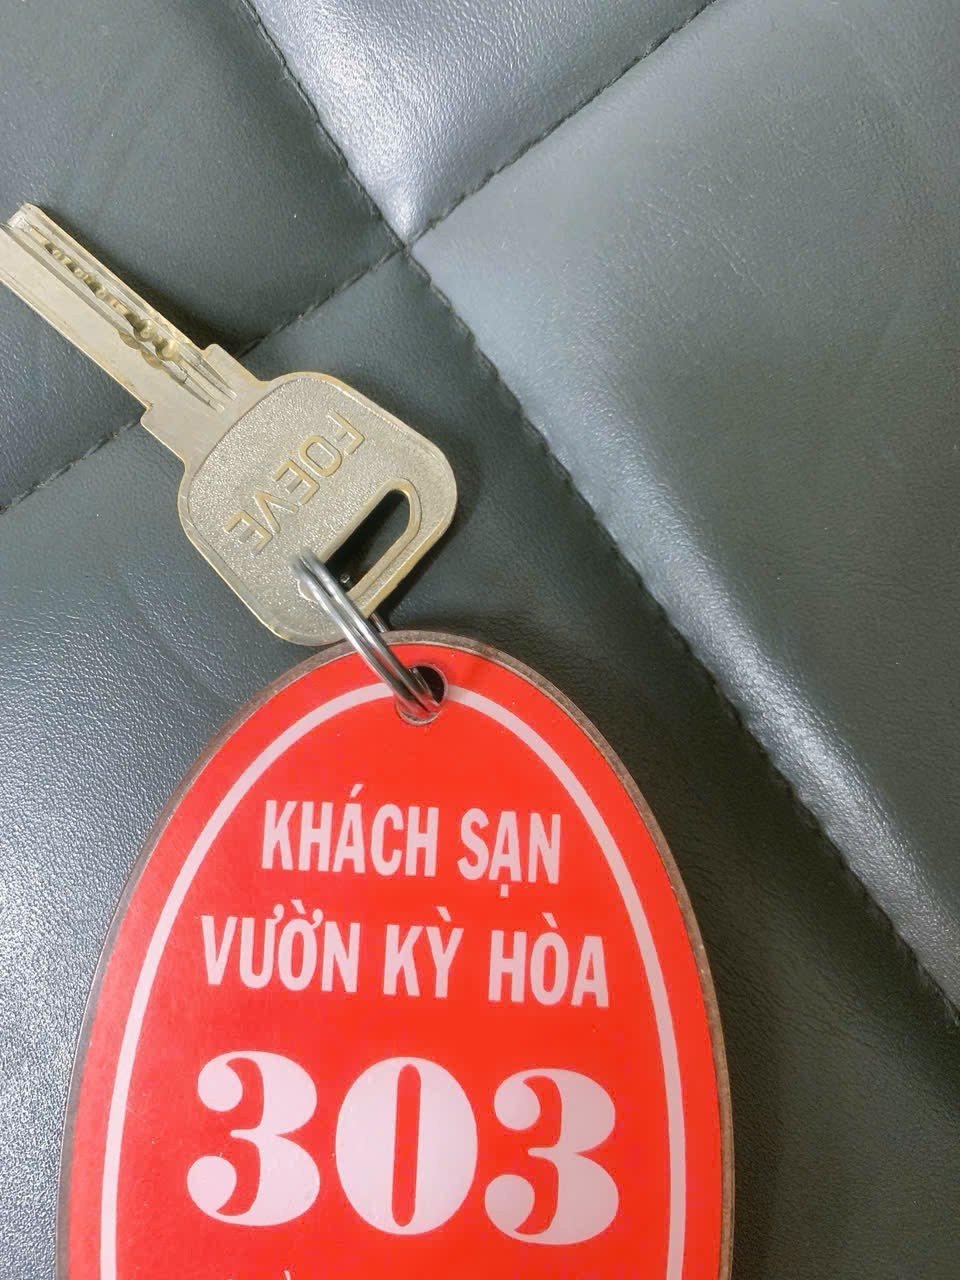 FOEVE
KHÁCH SẠN
VƯỜN KỲ HÒA
303